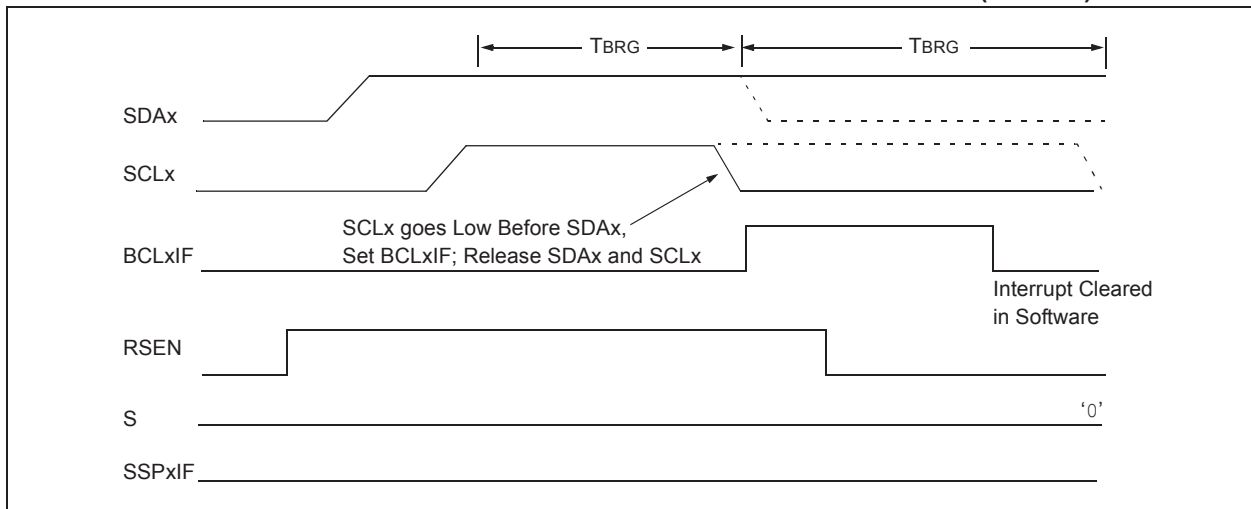 TBRG
TBRG
SDAx
SCLx
SCLx goes Low Before SDAx,
Set BCLxIF; Release SDAx and SCLx
BCLxIF
Interrupt Cleared
in Software
RSEN
S
‘0’
SSPxIF